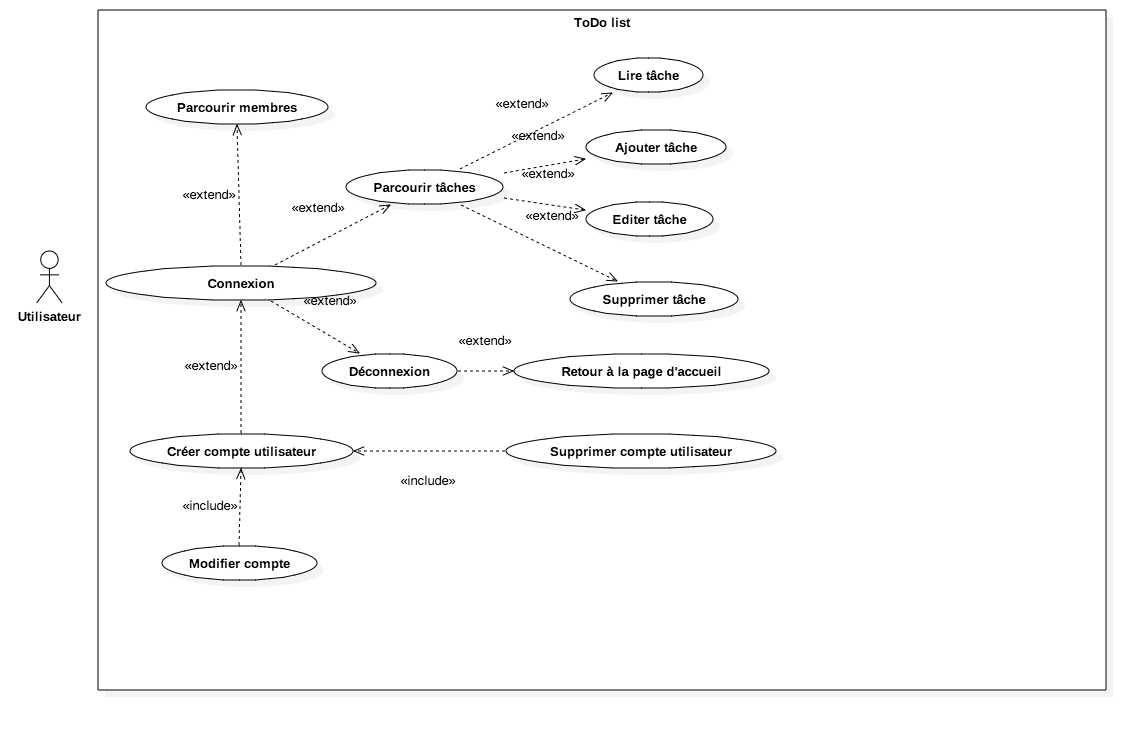 ToDo list
Lire tâche
«extend»
Parcourir membres
«extend»
Ajouter tâche
«extend»
Parcourir tâches
«extend»
«extend»
«extend»
Editer tâche
Connexion
«extend»
Supprimer tâche
Utilisateur
«extend»
«extend»
Déconnexion
Retour à la page d'accueil
Créer compte utilisateur
Supprimer compte utilisateur
«include»
«include»
Modifier compte